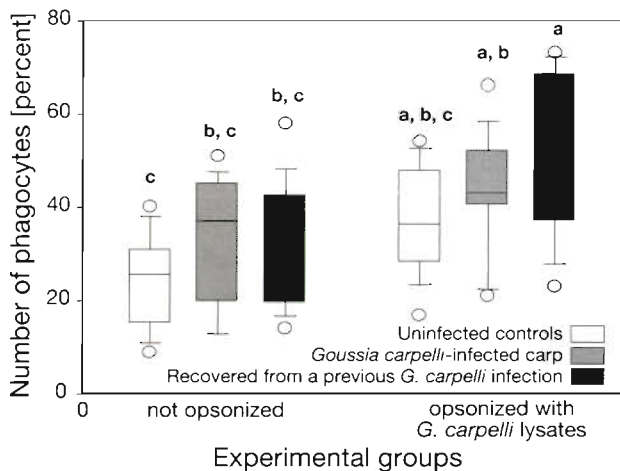 80
60
40
20
0
Number of phagocytes [percent]
c
b, c
b, c
a, b, c
a, b
a
Uninfected controls
Goussia carpelli-infected carp
Recovered from a previous G. carpelli infection
0
not opsonized
opsonized with
G. carpelli lysates
Experimental groups